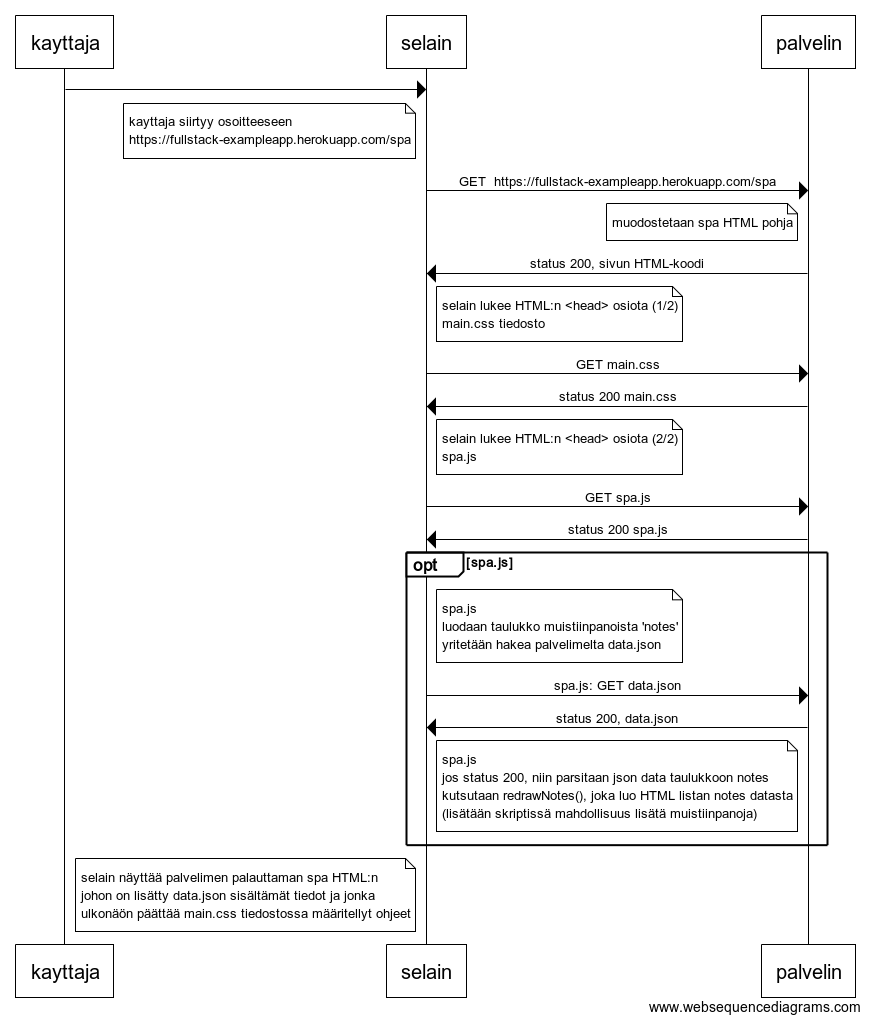 kayttaja
selain
palvelin
kayttaja siirtyy osoitteeseen
https://fullstack-exampleapp.herokuapp.com/spa
GET  https://fullstack-exampleapp.herokuapp.com/spa
muodostetaan spa HTML pohja
status 200, sivun HTML-koodi
selain lukee HTML:n <head> osiota (1/2)
main.css tiedosto
GET main.css
status 200 main.css
selain lukee HTML:n <head> osiota (2/2)
spa.js
GET spa.js
status 200 spa.js
opt [spa.js]
spa.js
luodaan taulukko muistiinpanoista 'notes'
yritetään hakea palvelimelta data.json
spa.js: GET data.json
status 200, data.json
spa.js
jos status 200, niin parsitaan json data taulukkoon notes
kutsutaan redrawNotes(), joka luo HTML listan notes datasta
(lisätään skriptissä mahdollisuus lisätä muistiinpanoja)
selain näyttää palvelimen palauttaman spa HTML:n
johon on lisätty data.json sisältämät tiedot ja jonka
ulkonäön päättää main.css tiedostossa määritellyt ohjeet
kayttaja
selain
palvelin
www.websequencediagrams.com